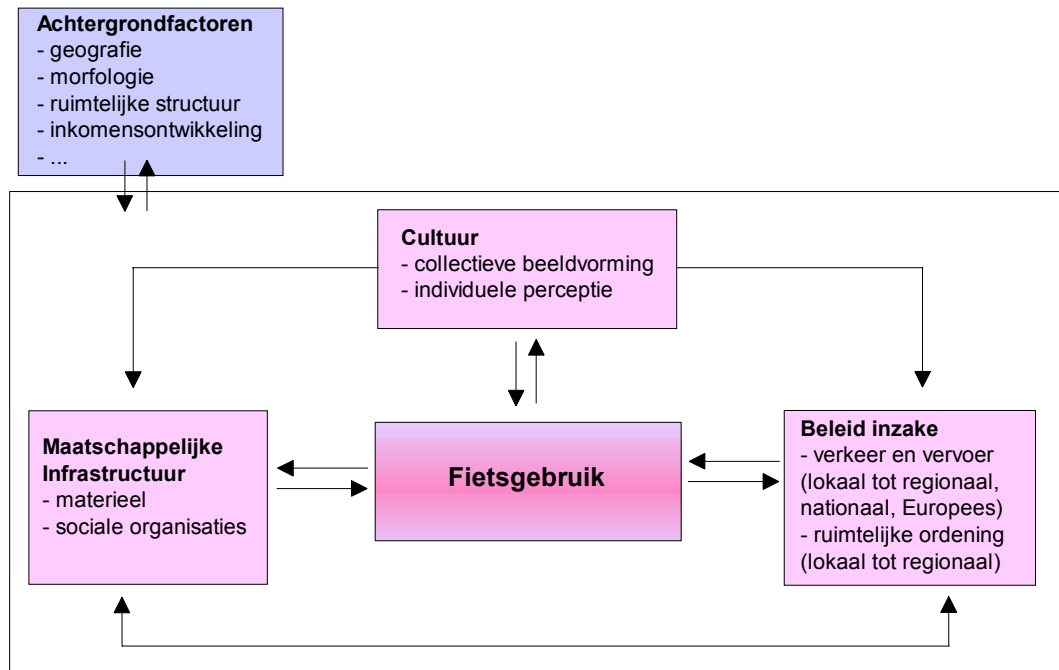 Achtergrondfactoren
- geografie
- morfologie
- ruimtelijke structuur
- inkomensontwikkeling
- ...
Cultuur
- collectieve beeldvorming
- individuele perceptie
Maatschappelijke
Infrastructuur
- materieel
- sociale organisaties
Fietsgebruik
Beleid inzake
- verkeer en vervoer
(lokaal tot regionaal,
nationaal, Europees)
- ruimtelijke ordening
(lokaal tot regionaal)